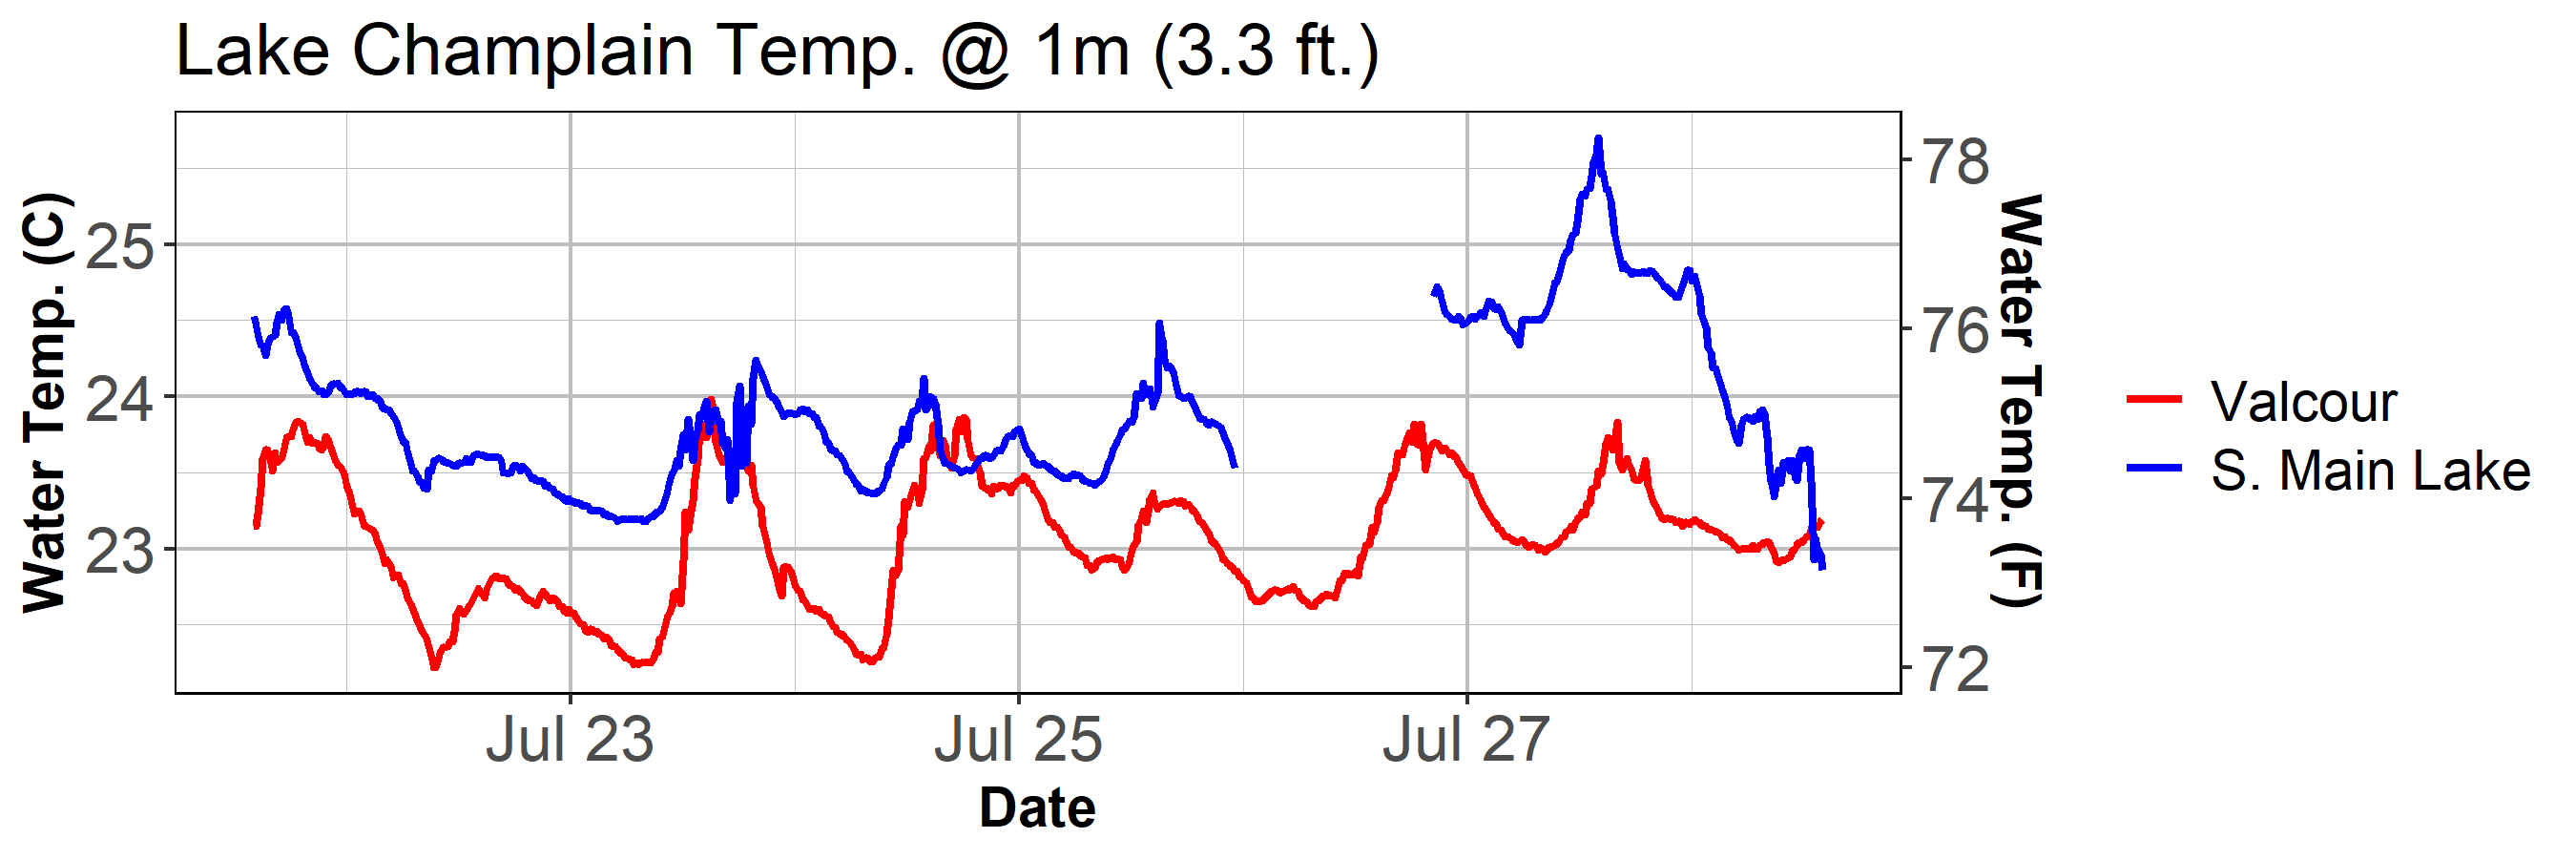 Lake Champlain Temp. @ 1m (3.3 ft.)
Water Temp. (C)
25
24
23
78
76
74
72
Water Temp. (F)
Jul 23
Jul 25
Jul 27
Date
Valcour
S. Main Lake